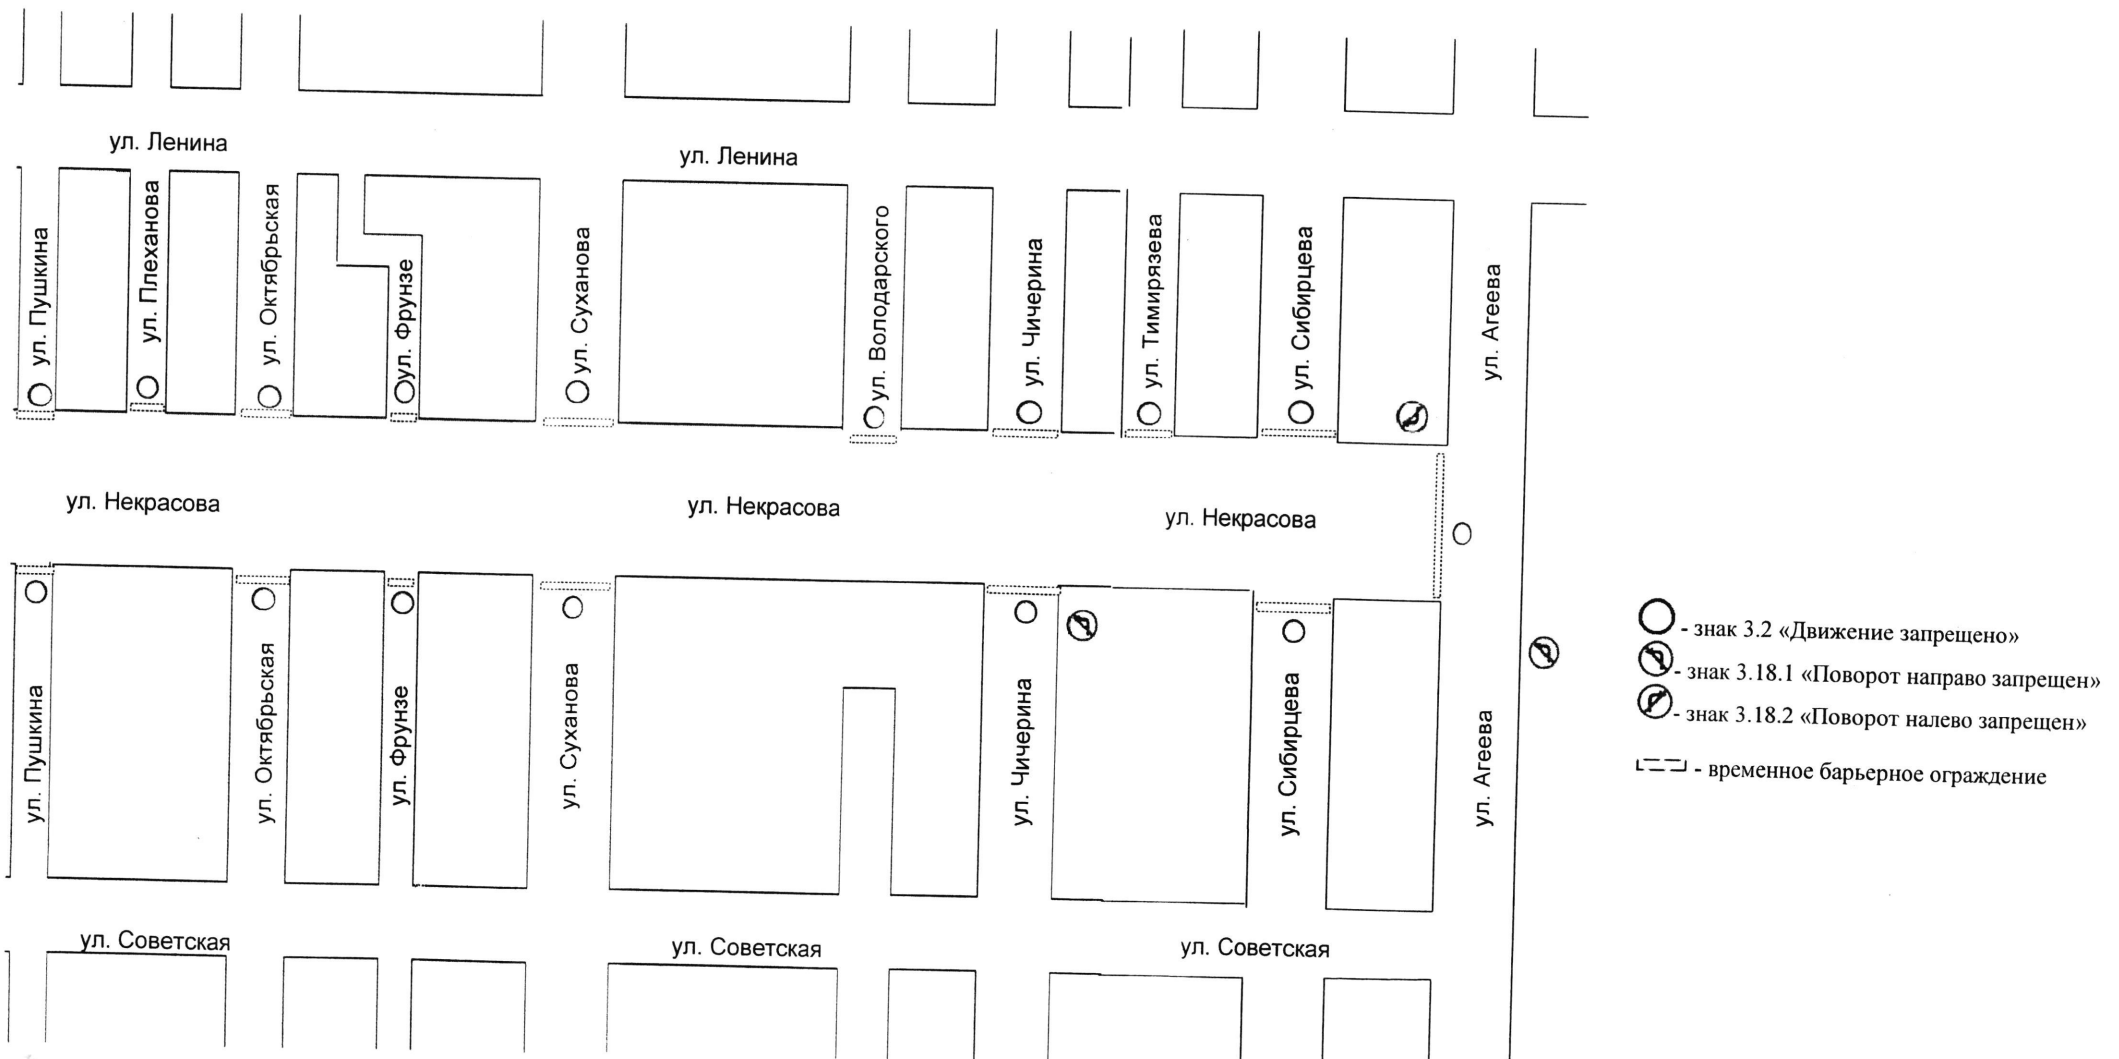 ул. Ленина
ул. Ленина
ул. Пушкина
ул. Плеханова
ул. Октябрьская
ул. Фрунзе
ул. Суханова
ул. Володарского
ул. Чичерина
ул. Тимирязева
ул. Сибирцева
ул. Агеева
ул. Некрасова
ул. Некрасова
ул. Некрасова
ул. Пушкина
ул. Октябрьская
ул. Фрунзе
ул. Суханова
ул. Чичерина
ул. Сибирцева
ул. Агеева
ул. Советская
ул. Советская
ул. Советская
- знак 3.2 «Движение запрещено»
- знак 3.18.1 «Поворот направо запрещен»
- знак 3.18.2 «Поворот налево запрещен»
- временное барьерное ограждение